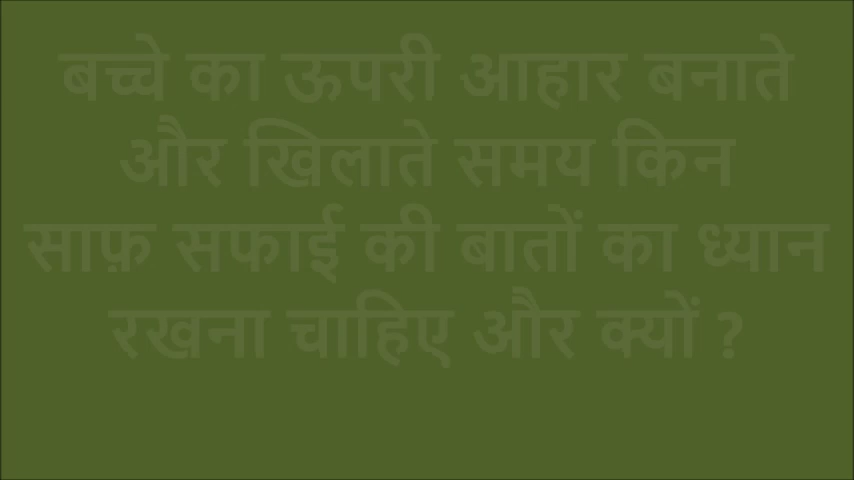 बच्चे का ऊपरी आहार बनाते
और खिलाते समय किन
साफ़ सफाई की बातों का ध्यान
रखना चाहिए और क्यों ?